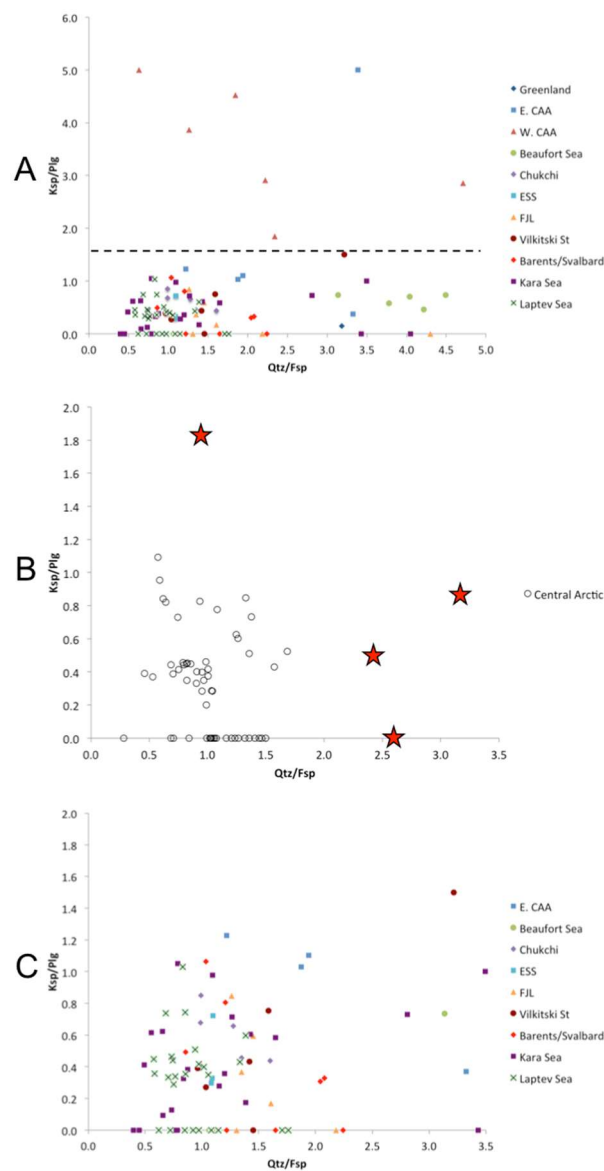 A
6.0
5.0
4.0
3.0
2.0
1.0
0.0
Ksp/Plg
0.0 0.5 1.0 1.5 2.0 2.5 3.0 3.5 4.0 4.5 5.0
Qtz/Fsp
Greenland
E. CAA
W. CAA
Beaufort Sea
Chukchi
ESS
FJL
Vilkitski St
Barents/Svalbard
Kara Sea
Laptev Sea
B
2.0
1.8
1.6
1.4
1.2
1.0
0.8
0.6
0.4
0.2
0.0
Ksp/Plg
0.0 0.5 1.0 1.5 2.0 2.5 3.0 3.5
Qtz/Fsp
Central Arctic
C
2.0
1.8
1.6
1.4
1.2
1.0
0.8
0.6
0.4
0.2
0.0
Ksp/Plg
0.0 0.5 1.0 1.5 2.0 2.5 3.0 3.5
Qtz/Fsp
E. CAA
Beaufort Sea
Chukchi
ESS
FJL
Vilkitski St
Barents/Svalbard
Kara Sea
Laptev Sea